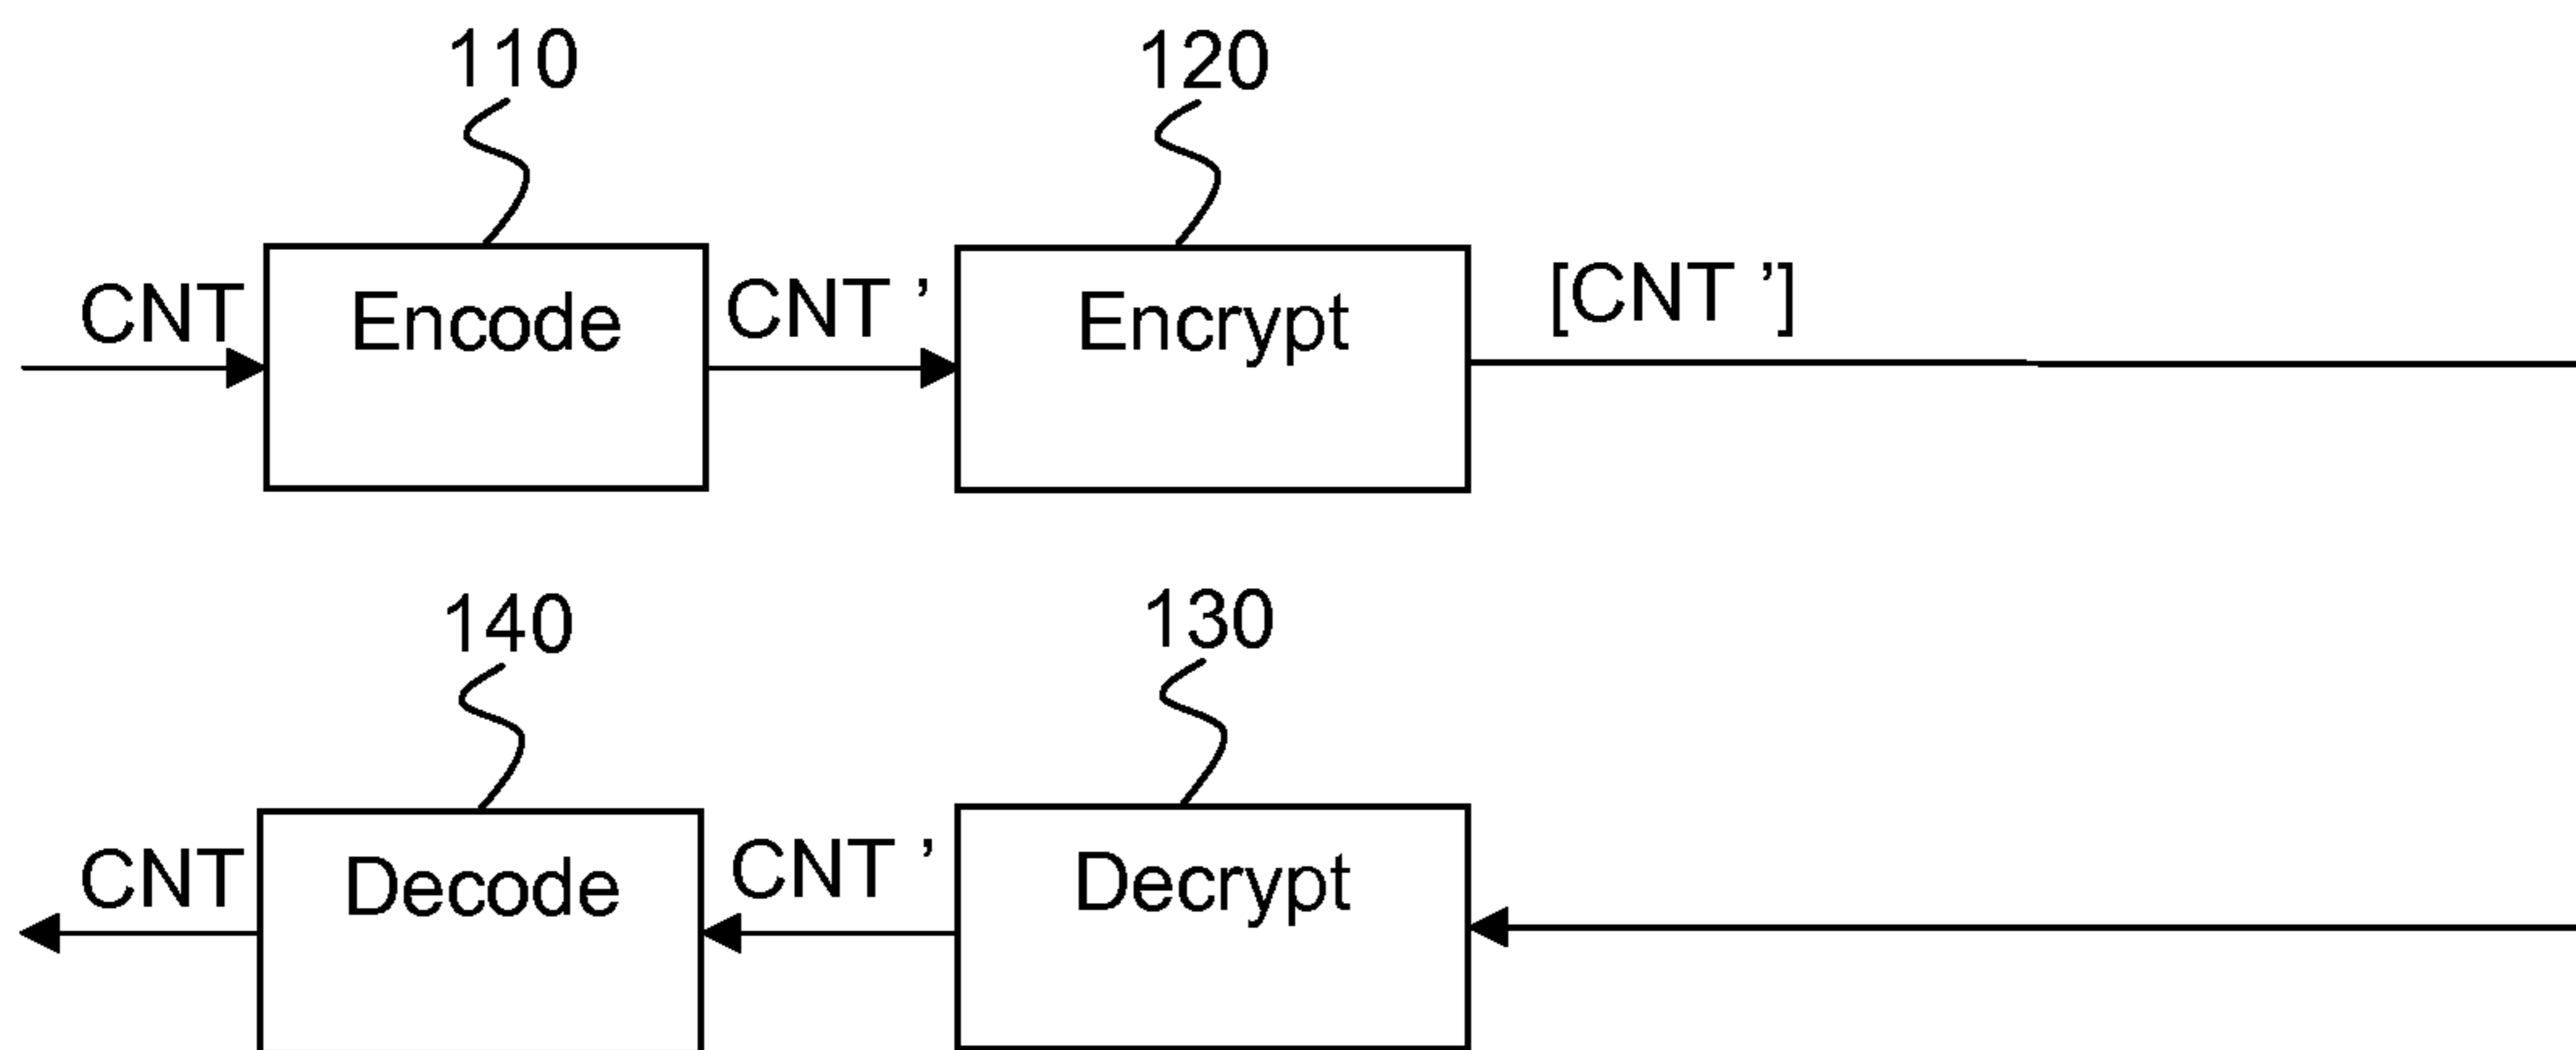 110
120
CNT
Encode
CNT ’
Encrypt
[CNT ’]
140
130
CNT
Decode
CNT ’
Decrypt